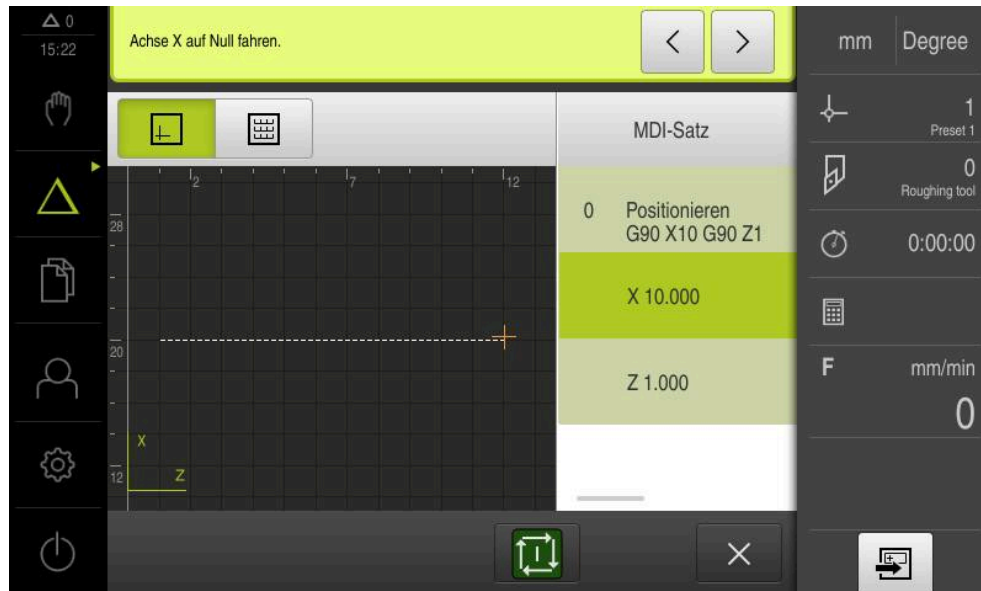 0
15:22
Achse X auf Null fahren.
mm Degree
MDI-Satz
1
Preset 1
0
Roughing tool
0:00:00
F mm/min
0
2 7 12
28
20
12
X
Z
0 Positionieren
G90 X10 G90 Z1
X 10.000
Z 1.000
I